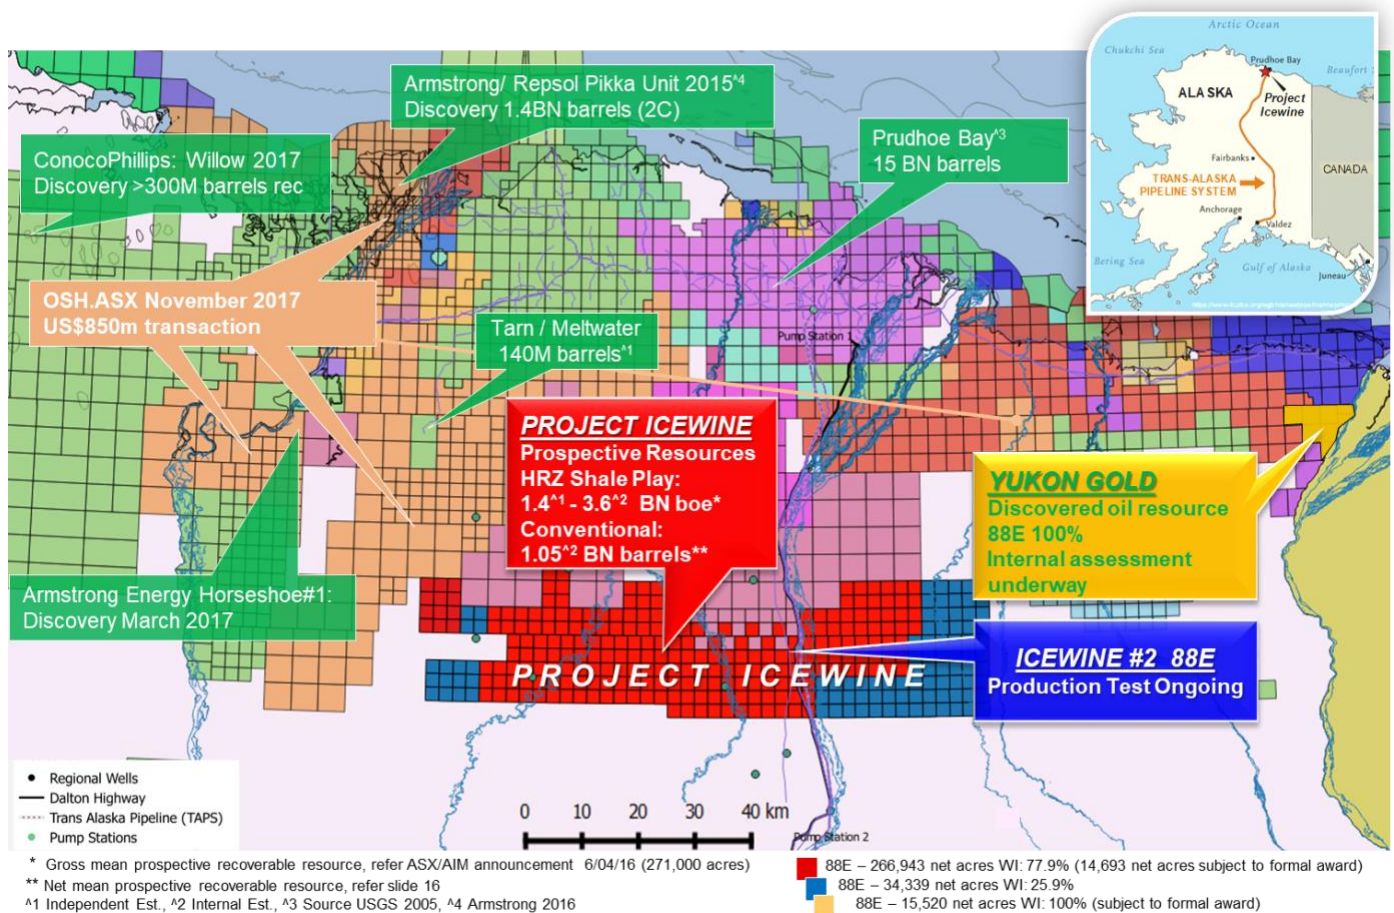 Arctic Ocean
Chukchi Sea
Prudhoe Bay
Beaufort
ALASKA
Project
Icewine
Fairbanks
CANADA
TRANS-ALASKA
PIPELINE SYSTEM
Anchorage
Valdez
Bering Sea
Gulf of Alaska
Juneau
Armstrong/ Repsol Pikka Unit 2015^4
Discovery 1.4BN barrels (2C)
ConocoPhillips: Willow 2017
Discovery >300M barrels rec
Prudhoe Bay^3
15 BN barrels
OSH.ASX November 2017
US$850m transaction
Tarn / Meltwater
140M barrels^1
Pump Station 1
PROJECT ICEWINE
Prospective Resources
HRZ Shale Play:
1.4^1 - 3.6^2 BN boe*
Conventional:
1.05^2 BN barrels**
YUKON GOLD
Discovered oil resource
88E 100%
Internal assessment
underway
Armstrong Energy Horseshoe#1:
Discovery March 2017
ICEWINE #2 88E
Production Test Ongoing
PROJECT ICEWINE
Regional Wells
Dalton Highway
Trans Alaska Pipeline (TAPS)
Pump Stations
0 10 20 30 40 km
Pump Station 2
* Gross mean prospective recoverable resource, refer ASX/AIM announcement 6/04/16 (271,000 acres)
** Net mean prospective recoverable resource, refer slide 16
^1 Independent Est., ^2 Internal Est., ^3 Source USGS 2005, ^4 Armstrong 2016
88E – 266,943 net acres WI: 77.9% (14,693 net acres subject to formal award)
88E – 34,339 net acres WI: 25.9%
88E – 15,520 net acres WI: 100% (subject to formal award)